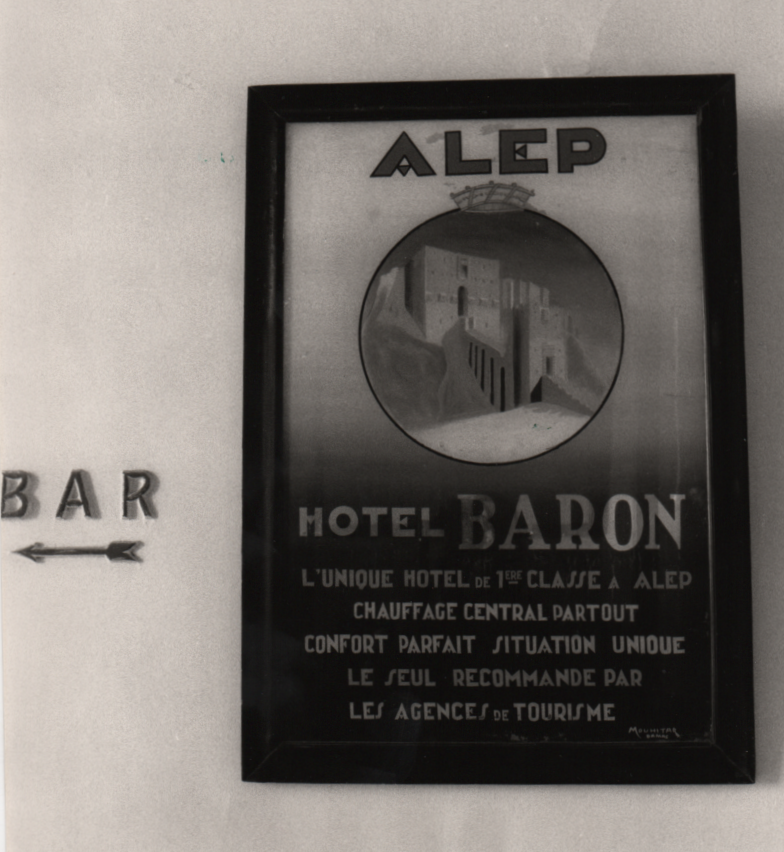 ALEP
BAR
HOTEL BARON
L'UNIQUE HOTEL DE 1ERE CLASSE A ALEP
CHAUFFAGE CENTRAL PARTOUT
CONFORT PARFAIT SITUATION UNIQUE
LE SEUL RECOMMANDE PAR
LES AGENCES DE TOURISME